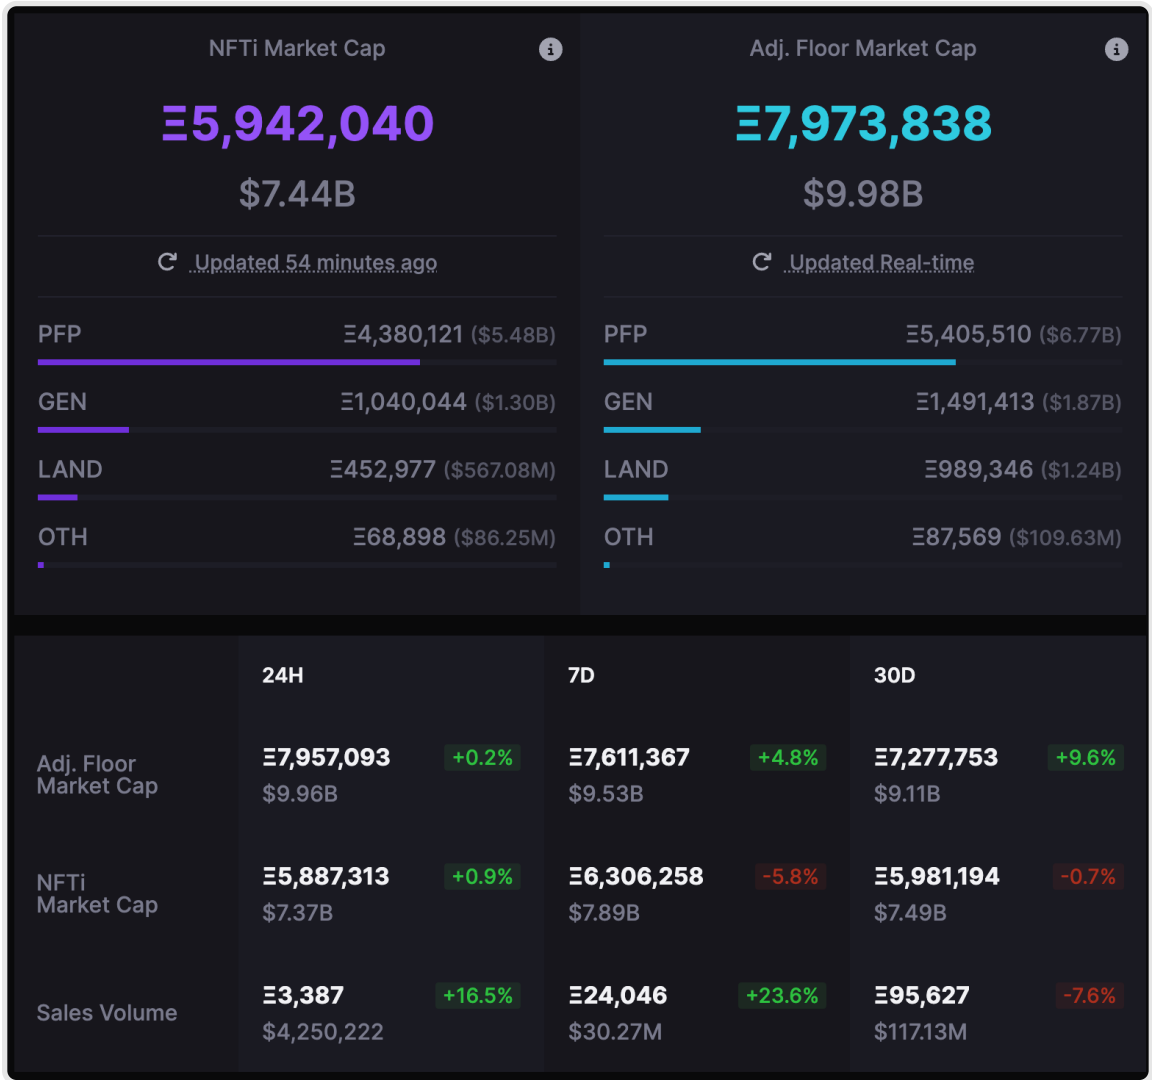 NFTi Market Cap
Ξ5,942,040
$7.44B
Updated 54 minutes ago
PFP Ξ4,380,121 ($5.48B)
GEN Ξ1,040,044 ($1.30B)
LAND Ξ452,977 ($567.08M)
OTH Ξ68,898 ($86.25M)
Adj. Floor Market Cap
Ξ7,973,838
$9.98B
Updated Real-time
PFP Ξ5,405,510 ($6.77B)
GEN Ξ1,491,413 ($1.87B)
LAND Ξ989,346 ($1.24B)
OTH Ξ87,569 ($109.63M)
24H 7D 30D
Adj. Floor
Market Cap
Ξ7,957,093 +0.2% Ξ7,611,367 +4.8% Ξ7,277,753 +9.6%
$9.96B $9.53B $9.11B
NFTi
Market Cap
Ξ5,887,313 +0.9% Ξ6,306,258 -5.8% Ξ5,981,194 -0.7%
$7.37B $7.89B $7.49B
Sales Volume
Ξ3,387 +16.5% Ξ24,046 +23.6% Ξ95,627 -7.6%
$4,250,222 $30.27M $117.13M